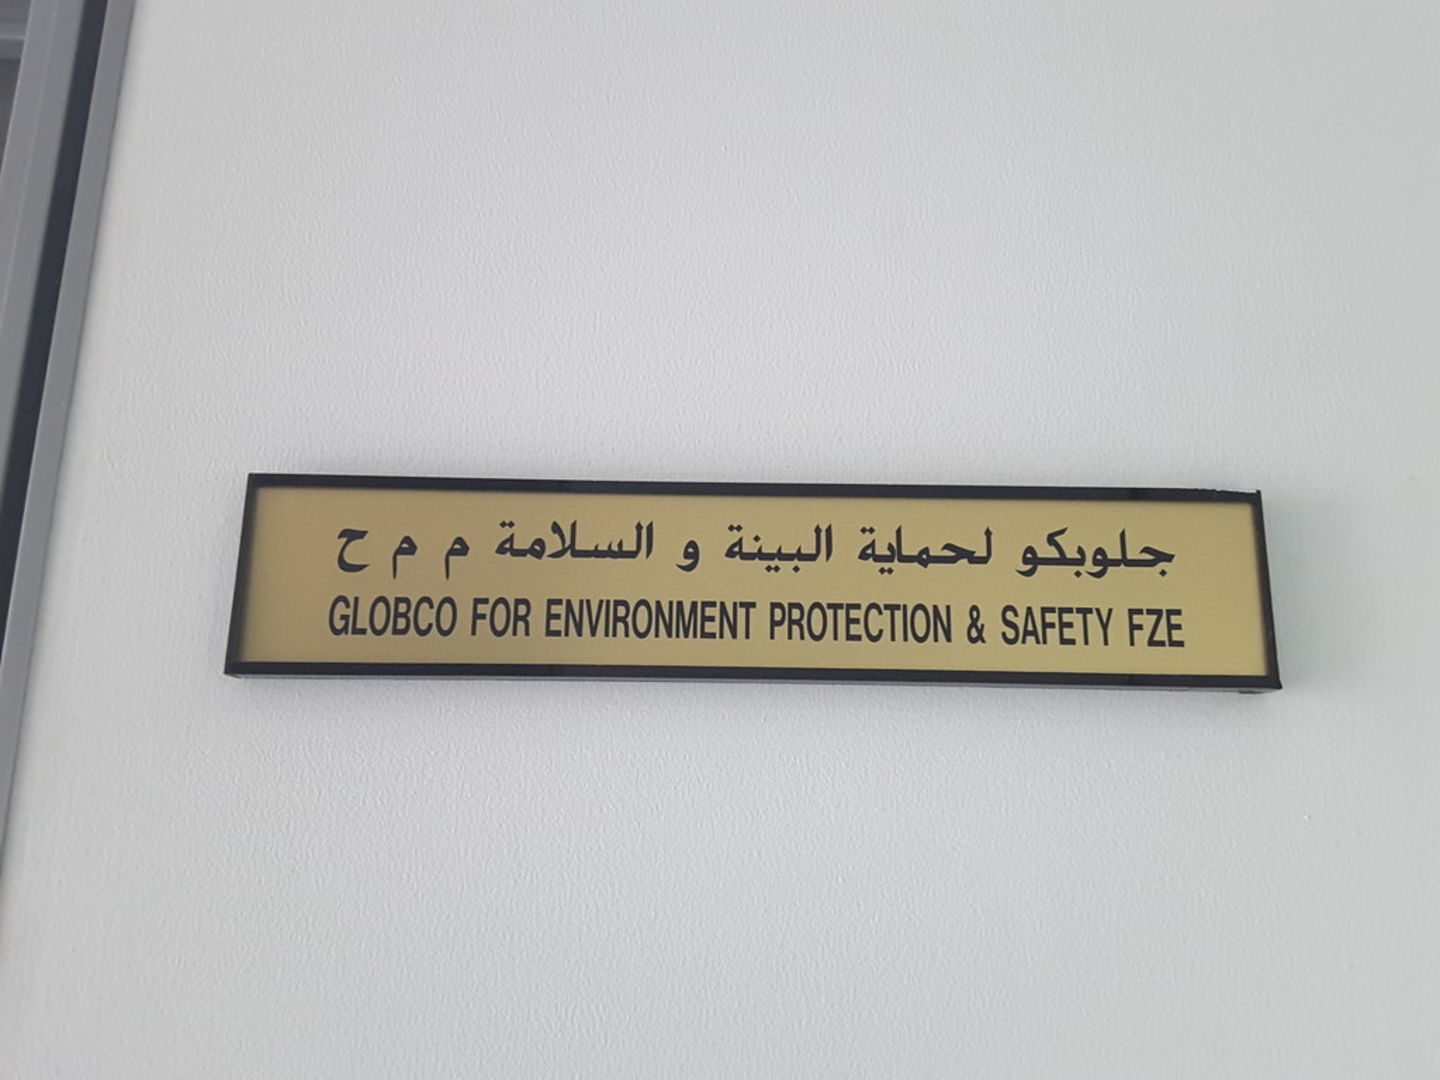 جلوبكو لحماية البينة و السلامة م م ح
GLOBCO FOR ENVIRONMENT PROTECTION & SAFETY FZE